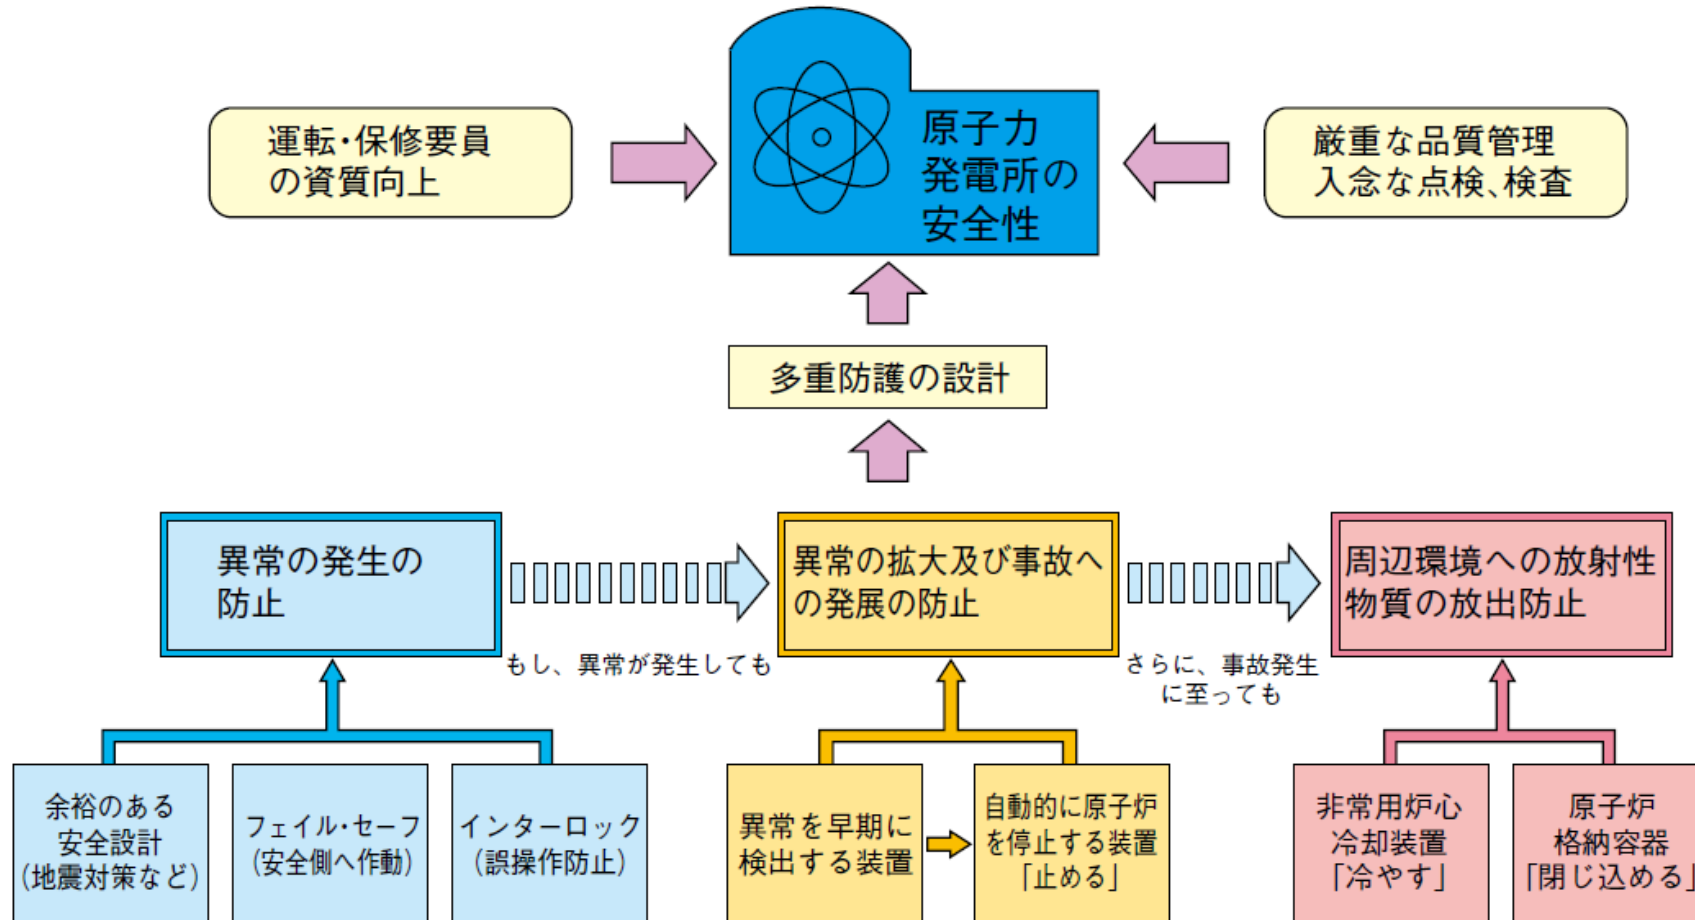 運転・保修要員
の資質向上
原子力
発電所の
安全性
厳重な品質管理
入念な点検、検査
多重防護の設計
異常の発生の
防止
もし、異常が発生しても
異常の拡大及び事故へ
の発展の防止
さらに、事故発生
に至っても
周辺環境への放射性
物質の放出防止
余裕のある
安全設計
(地震対策など)
フェイル・セーフ
(安全側へ作動)
インターロック
(誤操作防止)
異常を早期に
検出する装置
自動的に原子炉
を停止する装置
「止める」
非常用炉心
冷却装置
「冷やす」
原子炉
格納容器
「閉じ込める」